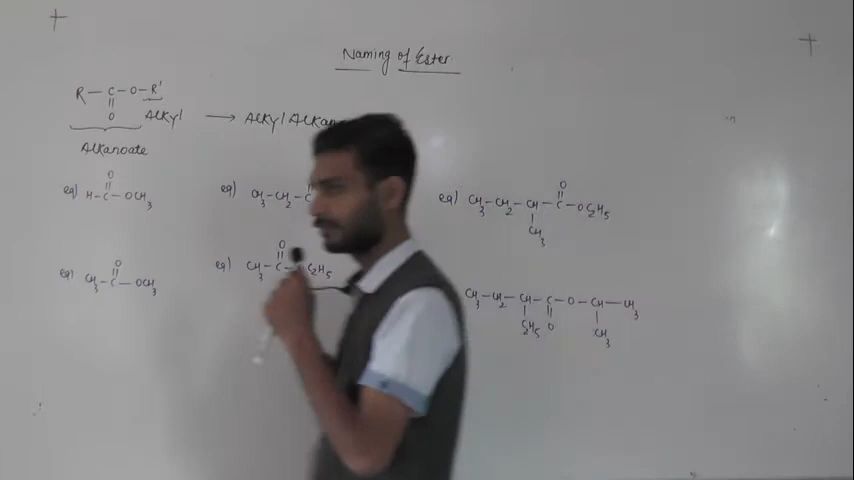 Naming of Ester
R — C — O — R'
||
O
Alkyl → Alkyl Alkano
Alkanoate
O
||
eg) H — C — OCH3
eg) CH3 — CH2 — C
O
||
eg) CH3 — CH2 — CH — C — OC2H5
|
CH3
O
||
eg) CH3 — C — OCH3
O
||
eg) CH3 — C — C2H5
CH3 — CH2 — CH — C — O — CH — CH3
| || |
C2H5 O CH3